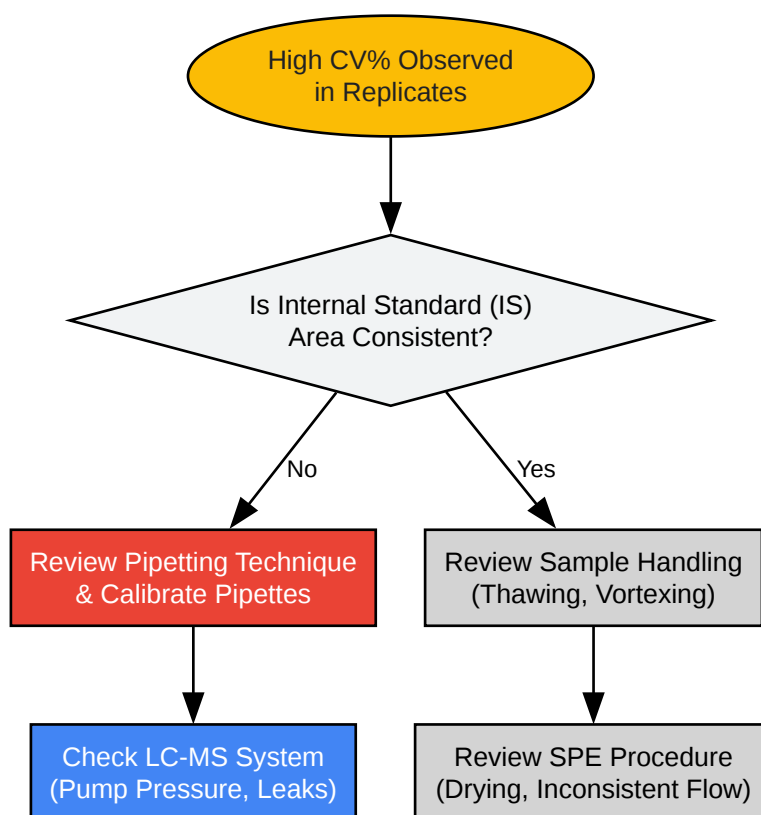 High CV% Observed
in Replicates
Is Internal Standard (IS)
Area Consistent?
No
Yes
Review Pipetting Technique
& Calibrate Pipettes
Review Sample Handling
(Thawing, Vortexing)
Check LC-MS System
(Pump Pressure, Leaks)
Review SPE Procedure
(Drying, Inconsistent Flow)